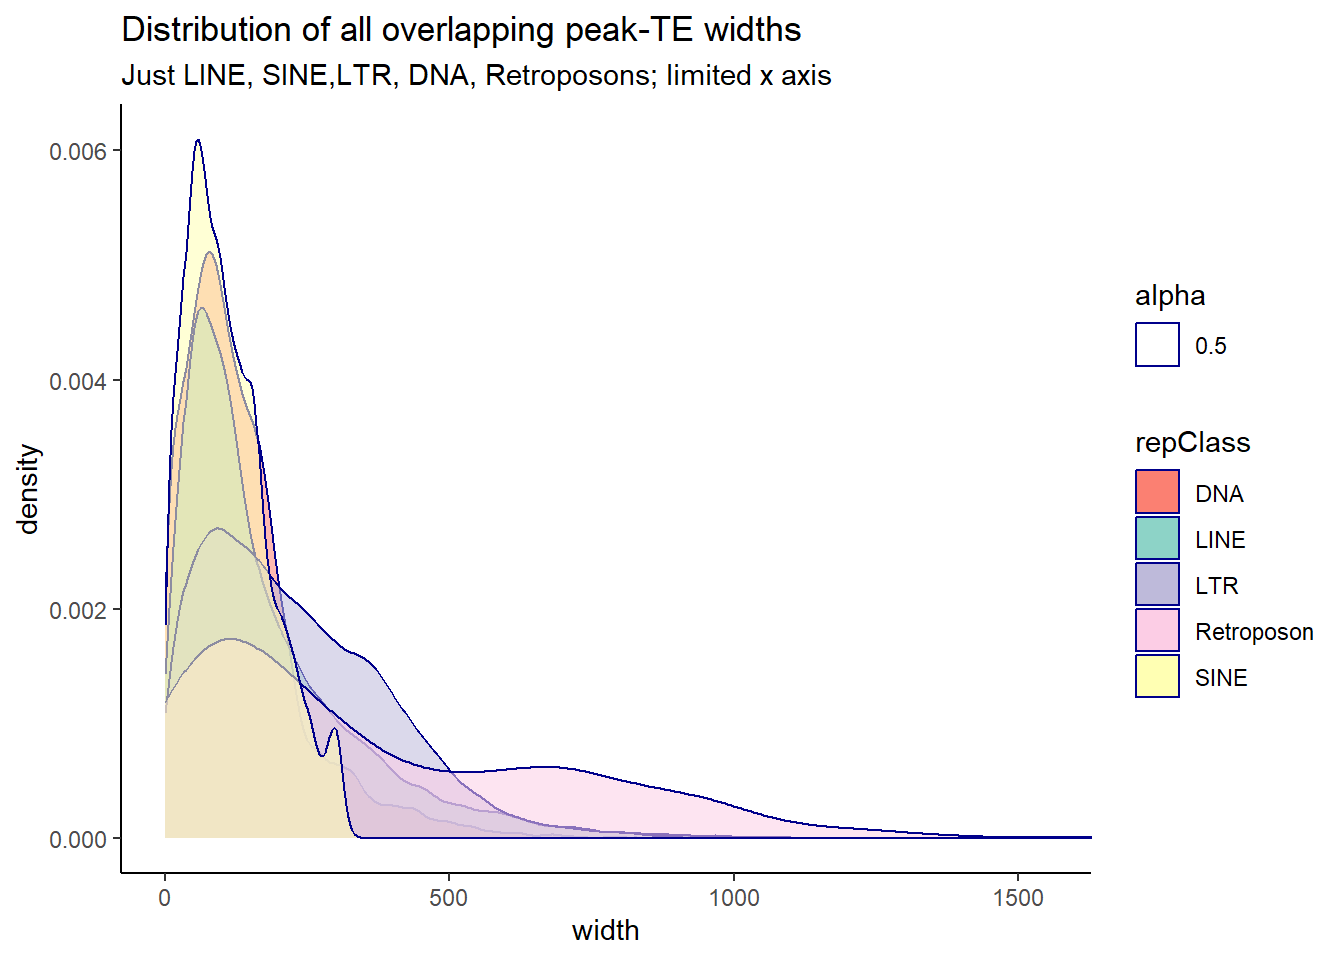 Distribution of all overlapping peak-TE widths
Just LINE, SINE,LTR, DNA, Retroposons; limited x axis
density
0.006
0.004
0.002
0.000
0
500
1000
1500
width
alpha
0.5
repClass
DNA
LINE
LTR
Retroposon
SINE